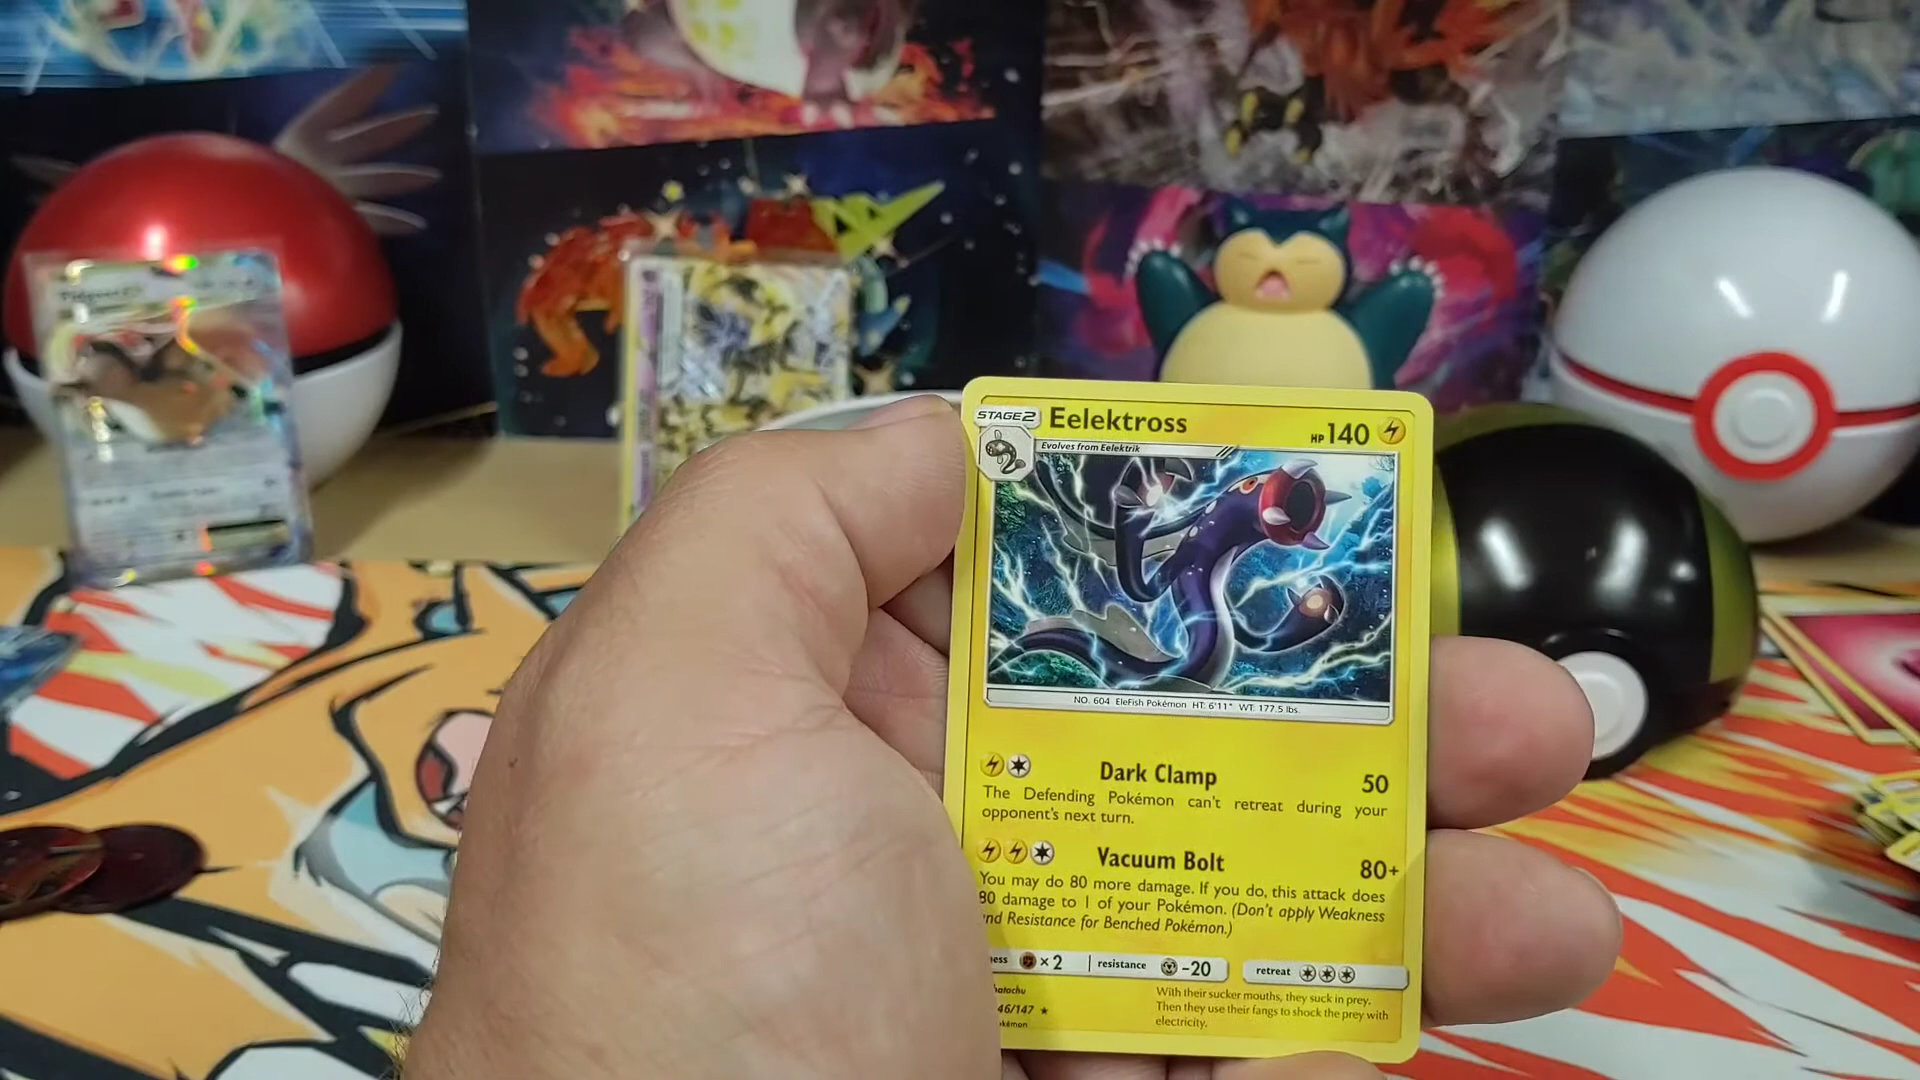 STAGE2 Eelektross HP 140
Evolves from Eelektrik
NO. 604 EleFish Pokémon HT: 6'11" WT: 177.5 lbs.
Dark Clamp 50
The Defending Pokémon can't retreat during your
opponent's next turn.
Vacuum Bolt 80+
You may do 80 more damage. If you do, this attack does
80 damage to 1 of your Pokémon. (Don't apply Weakness
and Resistance for Benched Pokémon.)
ess ×2 resistance -20 retreat
hatachu
46/147 ★
okémon
With their sucker mouths, they suck in prey.
Then they use their fangs to shock the prey with
electricity.